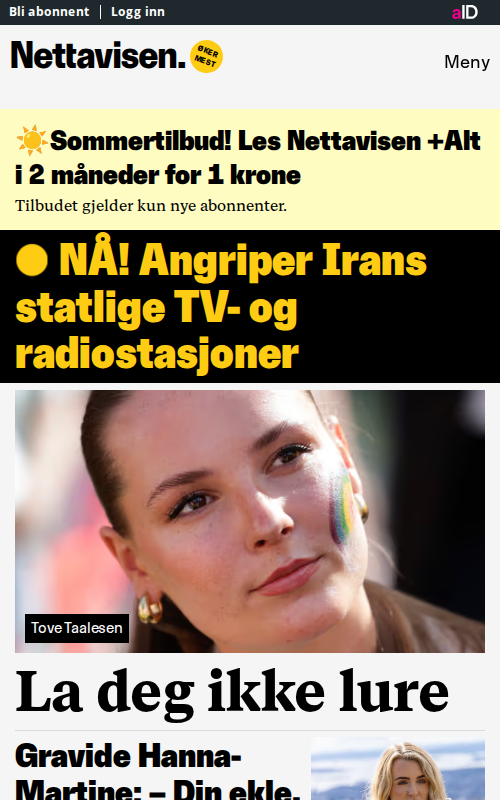 Bli abonnent | Logg inn
aID
Nettavisen.
ØKER
MEST
Meny
☀️Sommertilbud! Les Nettavisen +Alt
i 2 måneder for 1 krone
Tilbudet gjelder kun nye abonnenter.
NÅ! Angriper Irans
statlige TV- og
radiostasjoner
Tove Taalesen
La deg ikke lure
Gravide Hanna-
Martine: – Din ekle,